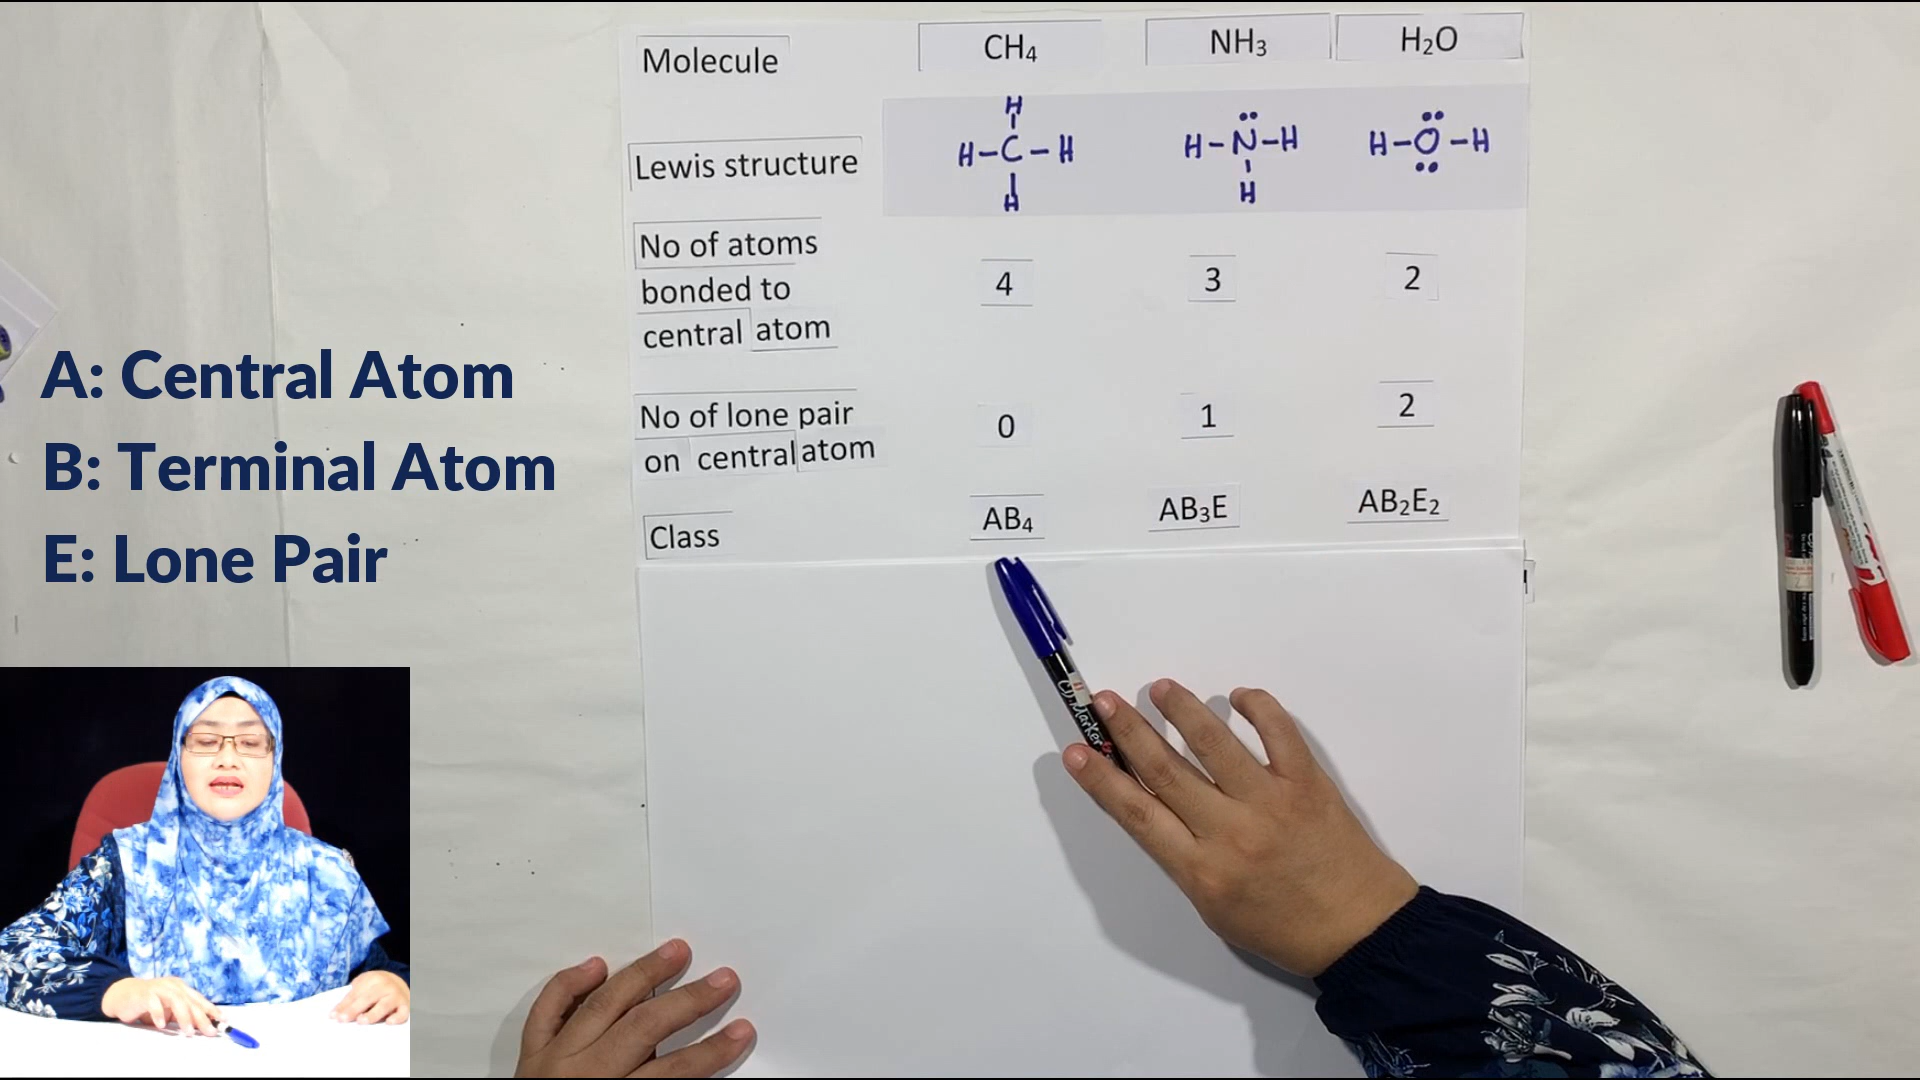 Molecule CH₄ NH₃ H₂O
H
Lewis structure H-C-H H-N-H H-O-H
H H
No of atoms
bonded to 4 3 2
central atom
No of lone pair 0 1 2
on central atom
Class AB₄ AB₃E AB₂E₂
A: Central Atom
B: Terminal Atom
E: Lone Pair
Marker